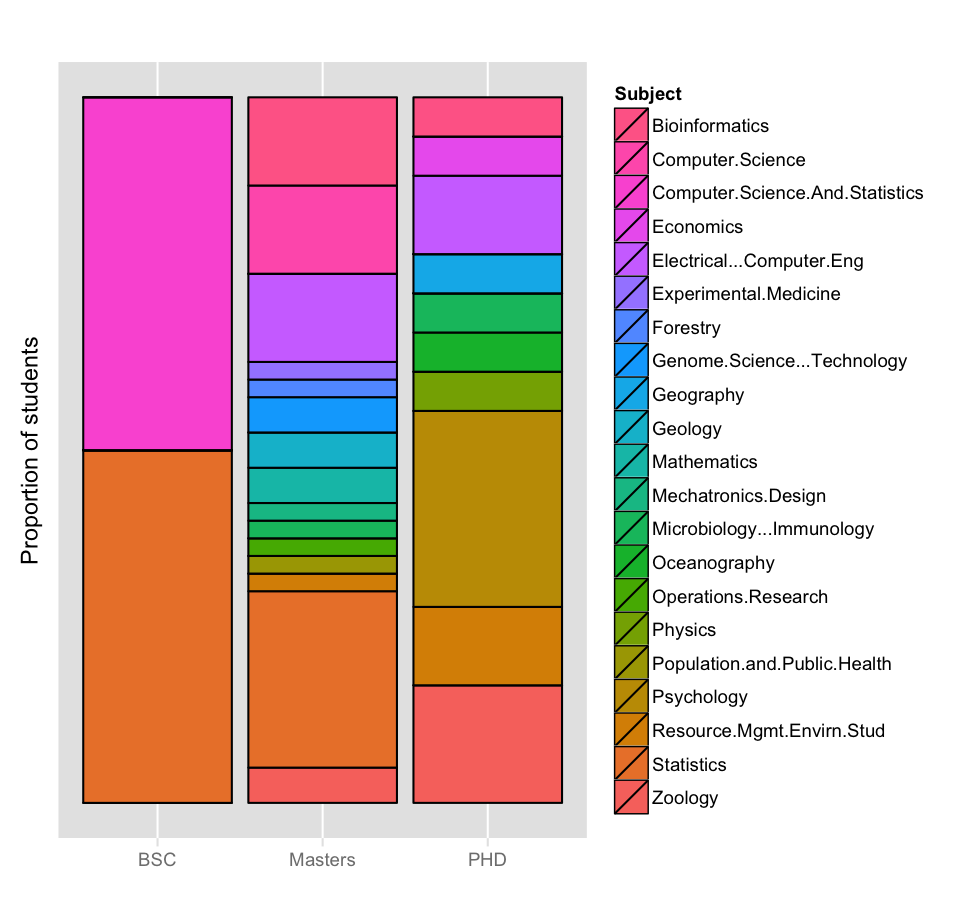 Proportion of students
BSC
Masters
PHD
Subject
Bioinformatics
Computer.Science
Computer.Science.And.Statistics
Economics
Electrical...Computer.Eng
Experimental.Medicine
Forestry
Genome.Science...Technology
Geography
Geology
Mathematics
Mechatronics.Design
Microbiology...Immunology
Oceanography
Operations.Research
Physics
Population.and.Public.Health
Psychology
Resource.Mgmt.Envirn.Stud
Statistics
Zoology